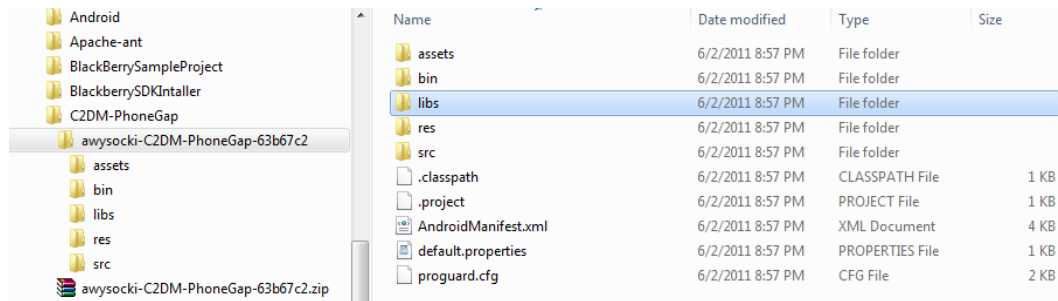 Android
Apache-ant
BlackBerrySampleProject
BlackberrySDKIntaller
C2DM-PhoneGap
awysocki-C2DM-PhoneGap-63b67c2
assets
bin
libs
res
src
awysocki-C2DM-PhoneGap-63b67c2.zip
Name Date modified Type Size
assets 6/2/2011 8:57 PM File folder
bin 6/2/2011 8:57 PM File folder
libs 6/2/2011 8:57 PM File folder
res 6/2/2011 8:57 PM File folder
src 6/2/2011 8:57 PM File folder
.classpath 6/2/2011 8:57 PM CLASSPATH File 1 KB
.project 6/2/2011 8:57 PM PROJECT File 1 KB
AndroidManifest.xml 6/2/2011 8:57 PM XML Document 4 KB
default.properties 6/2/2011 8:57 PM PROPERTIES File 1 KB
proguard.cfg 6/2/2011 8:57 PM CFG File 2 KB